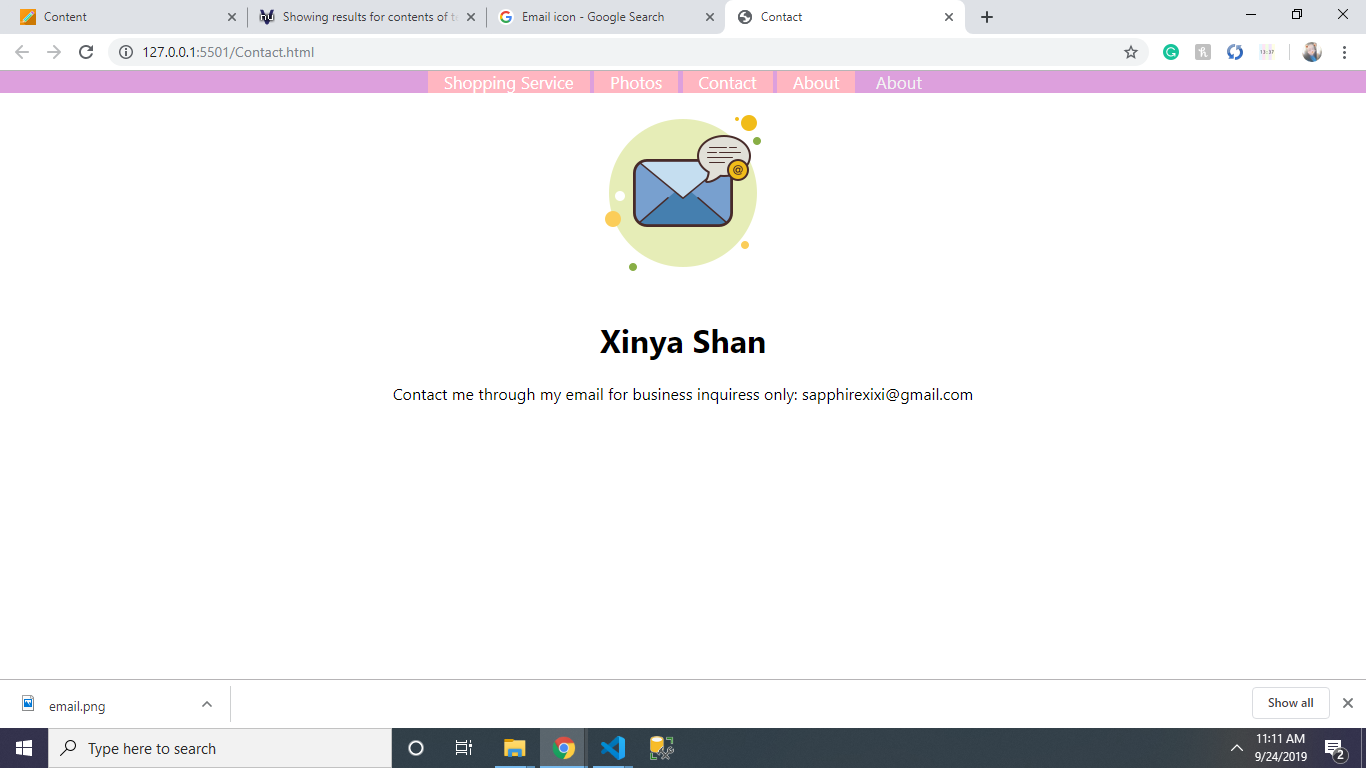 Content
Showing results for contents of t
Email icon - Google Search
Contact
127.0.0.1:5501/Contact.html
13:37
Shopping Service Photos Contact About About
@
Xinya Shan
Contact me through my email for business inquiress only: sapphirexixi@gmail.com
email.png
Show all
Type here to search
11:11 AM
9/24/2019
2